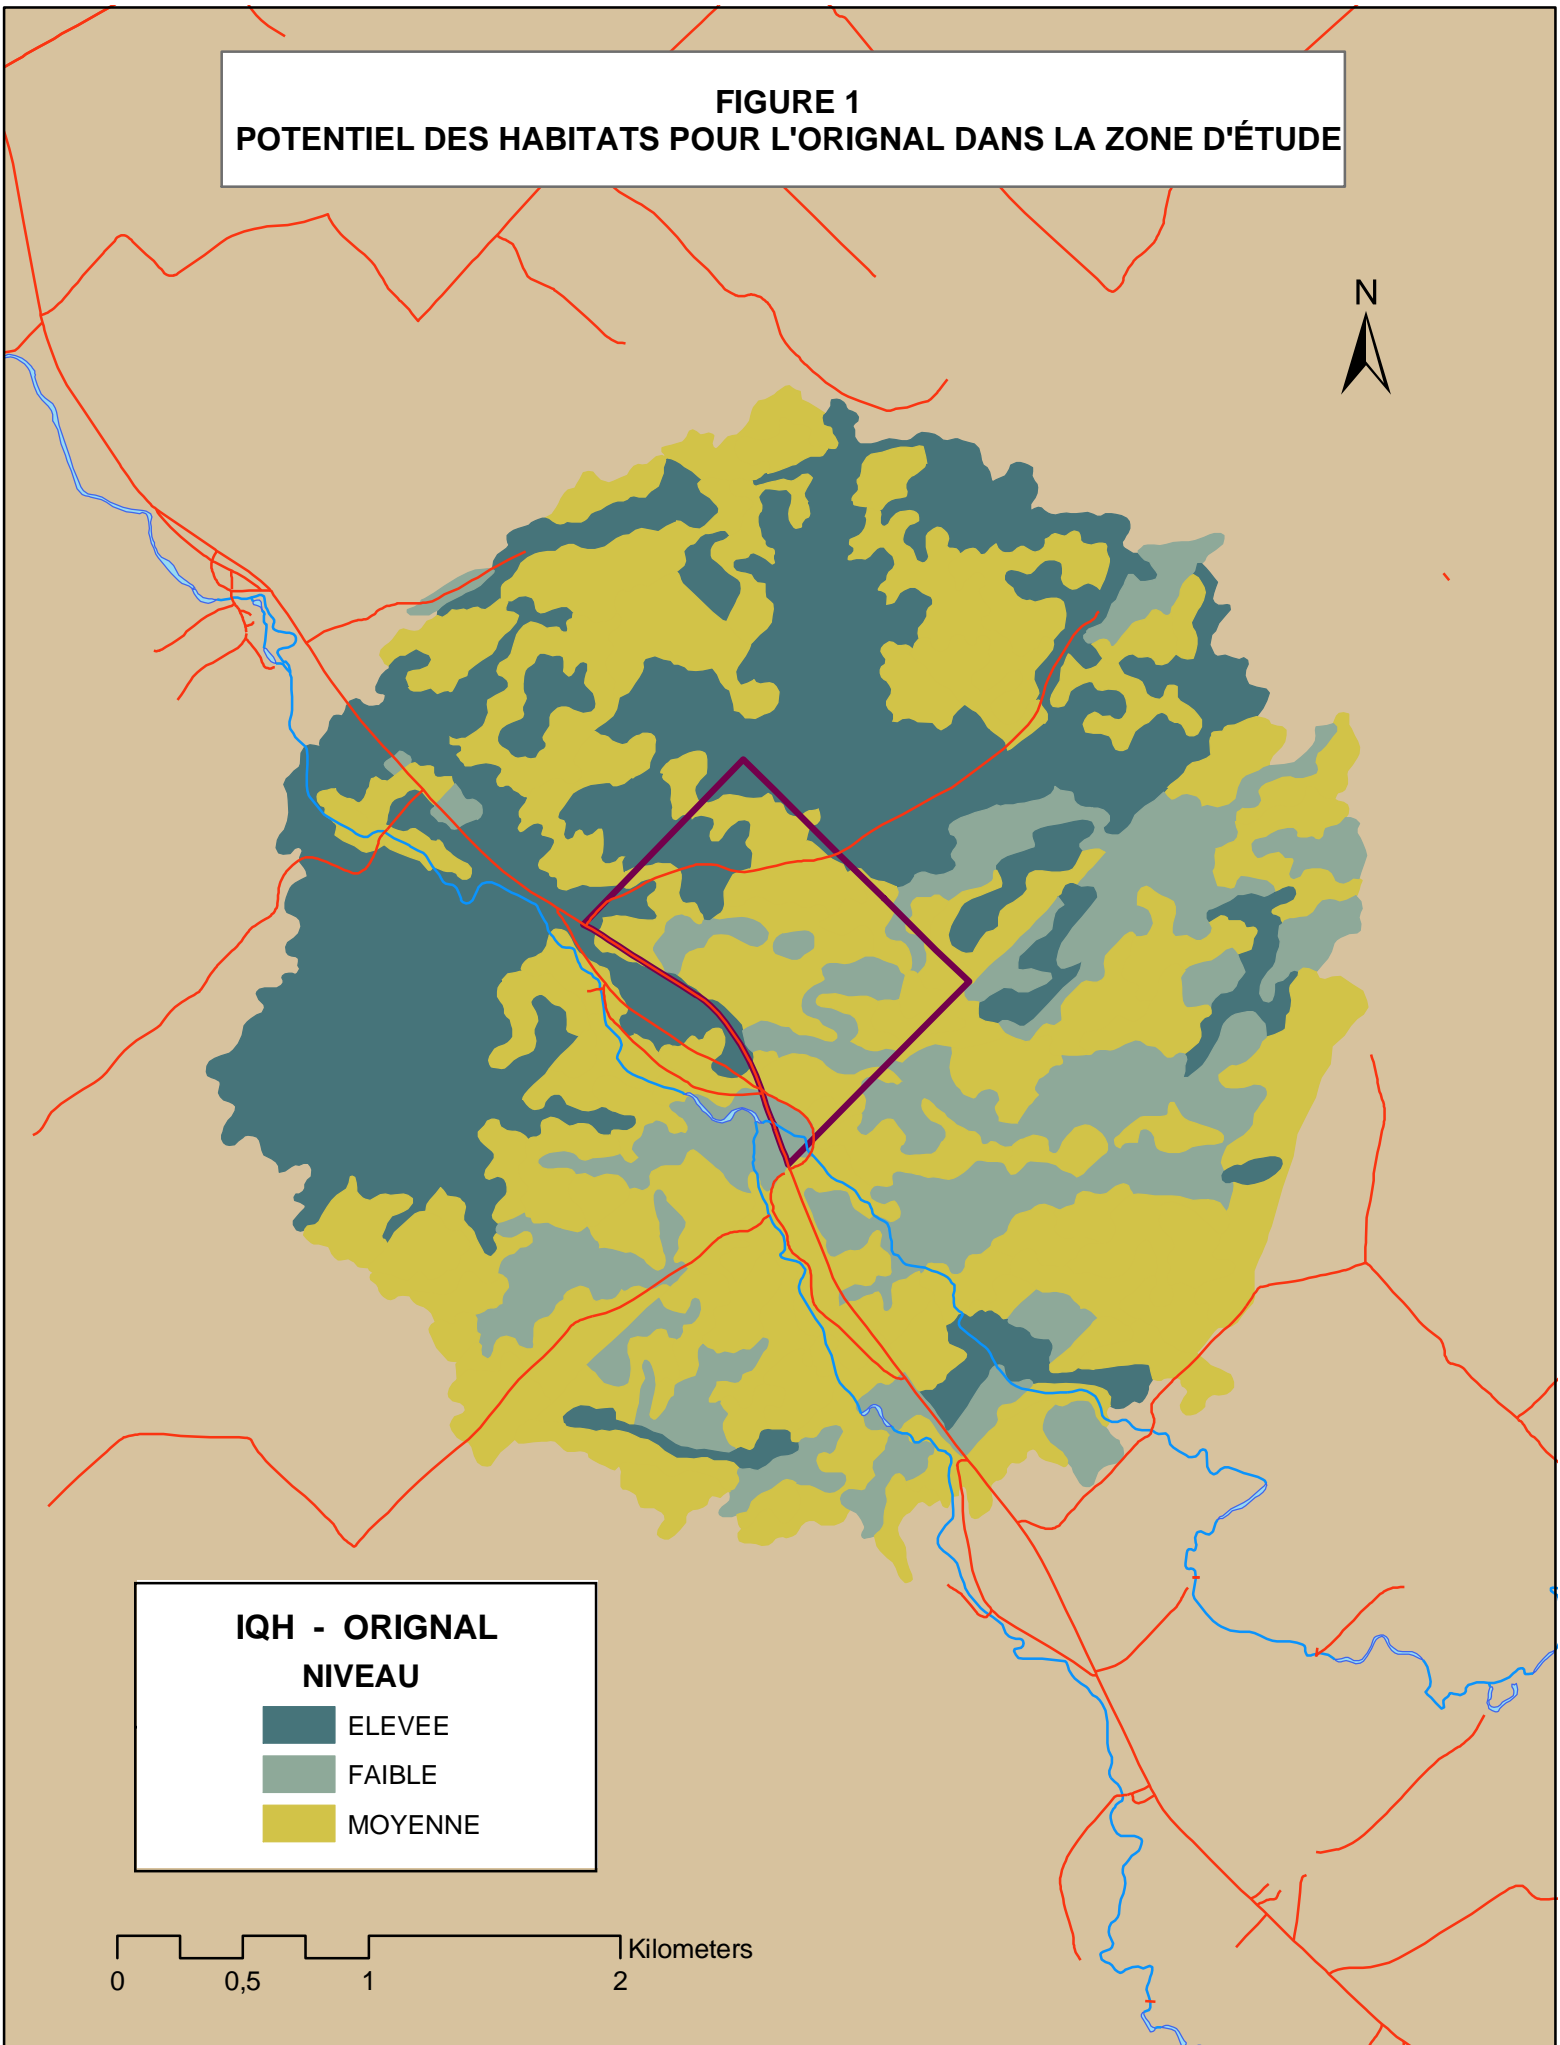 FIGURE 1
POTENTIEL DES HABITATS POUR L'ORIGNAL DANS LA ZONE D'ÉTUDE
N
IQH - ORIGNAL
NIVEAU
ELEVEE
FAIBLE
MOYENNE
Kilometers
0 0,5 1 2